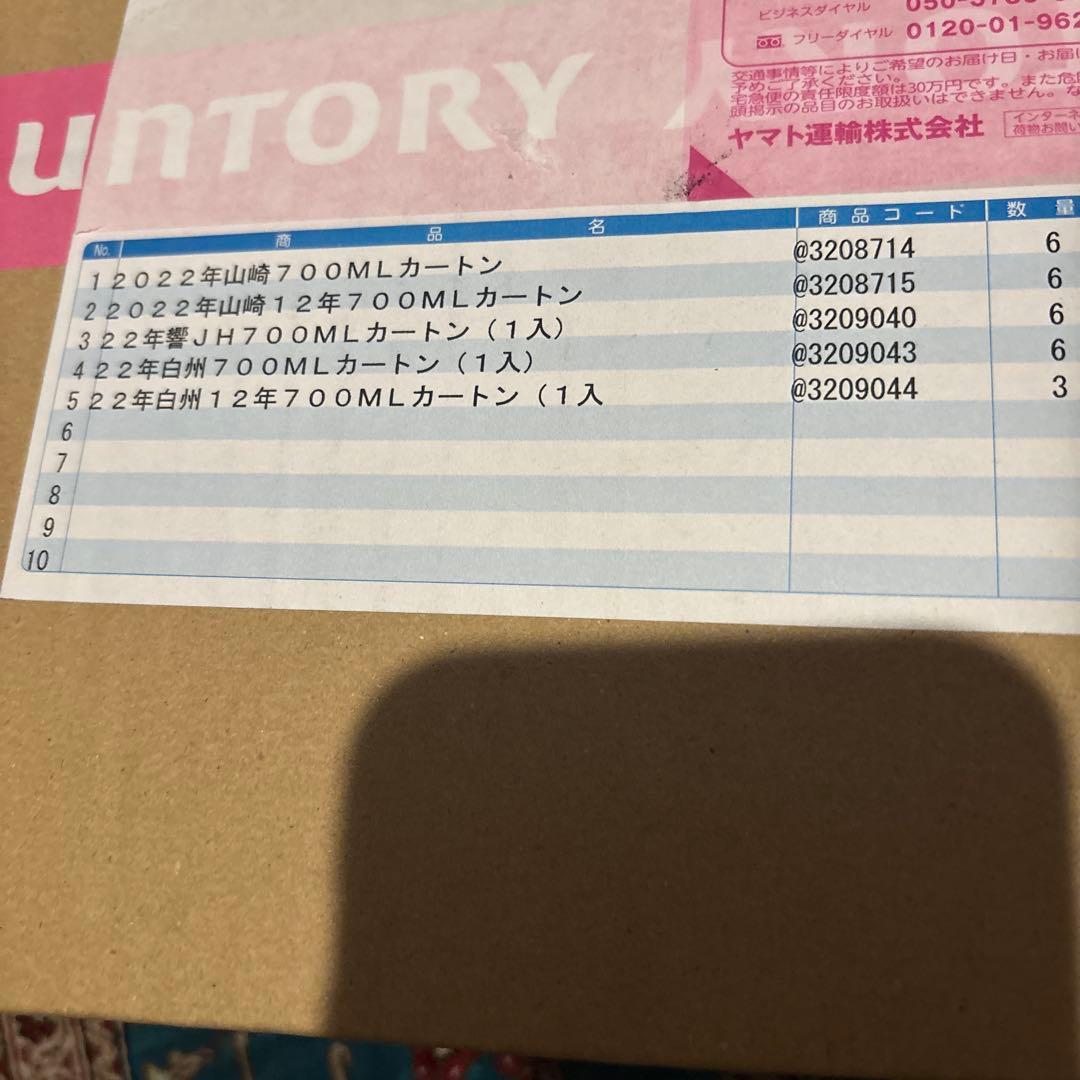 ビジネスダイヤル
フリーダイヤル 0120-01-962
交通事情等によりご希望のお届け日・お届け
予めご了承ください。
宅急便の責任限度額は30万円です。また危
頭掲示の品目のお取扱いはできません。な
ヤマト運輸株式会社
インターネ
荷物お問い
unTORY
No. 商品名 商品コード 数量
1 2022年山崎700MLカートン @3208714 6
2 2022年山崎12年700MLカートン @3208715 6
3 22年響JH700MLカートン(1入) @3209040 6
4 22年白州700MLカートン(1入) @3209043 6
5 22年白州12年700MLカートン(1入 @3209044 3
6
7
8
9
10